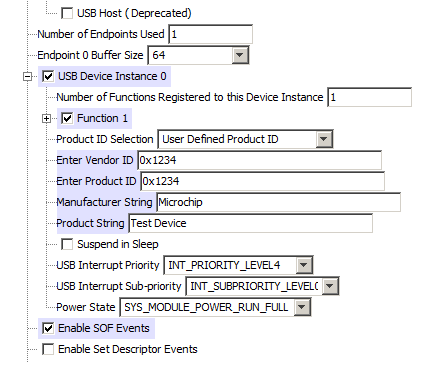 USB Host ( Deprecated)
Number of Endpoints Used 1
Endpoint 0 Buffer Size 64
USB Device Instance 0
Number of Functions Registered to this Device Instance 1
Function 1
Product ID Selection User Defined Product ID
Enter Vendor ID 0x1234
Enter Product ID 0x1234
Manufacturer String Microchip
Product String Test Device
Suspend in Sleep
USB Interrupt Priority INT_PRIORITY_LEVEL4
USB Interrupt Sub-priority INT_SUBPRIORITY_LEVEL0
Power State SYS_MODULE_POWER_RUN_FULL
Enable SOF Events
Enable Set Descriptor Events